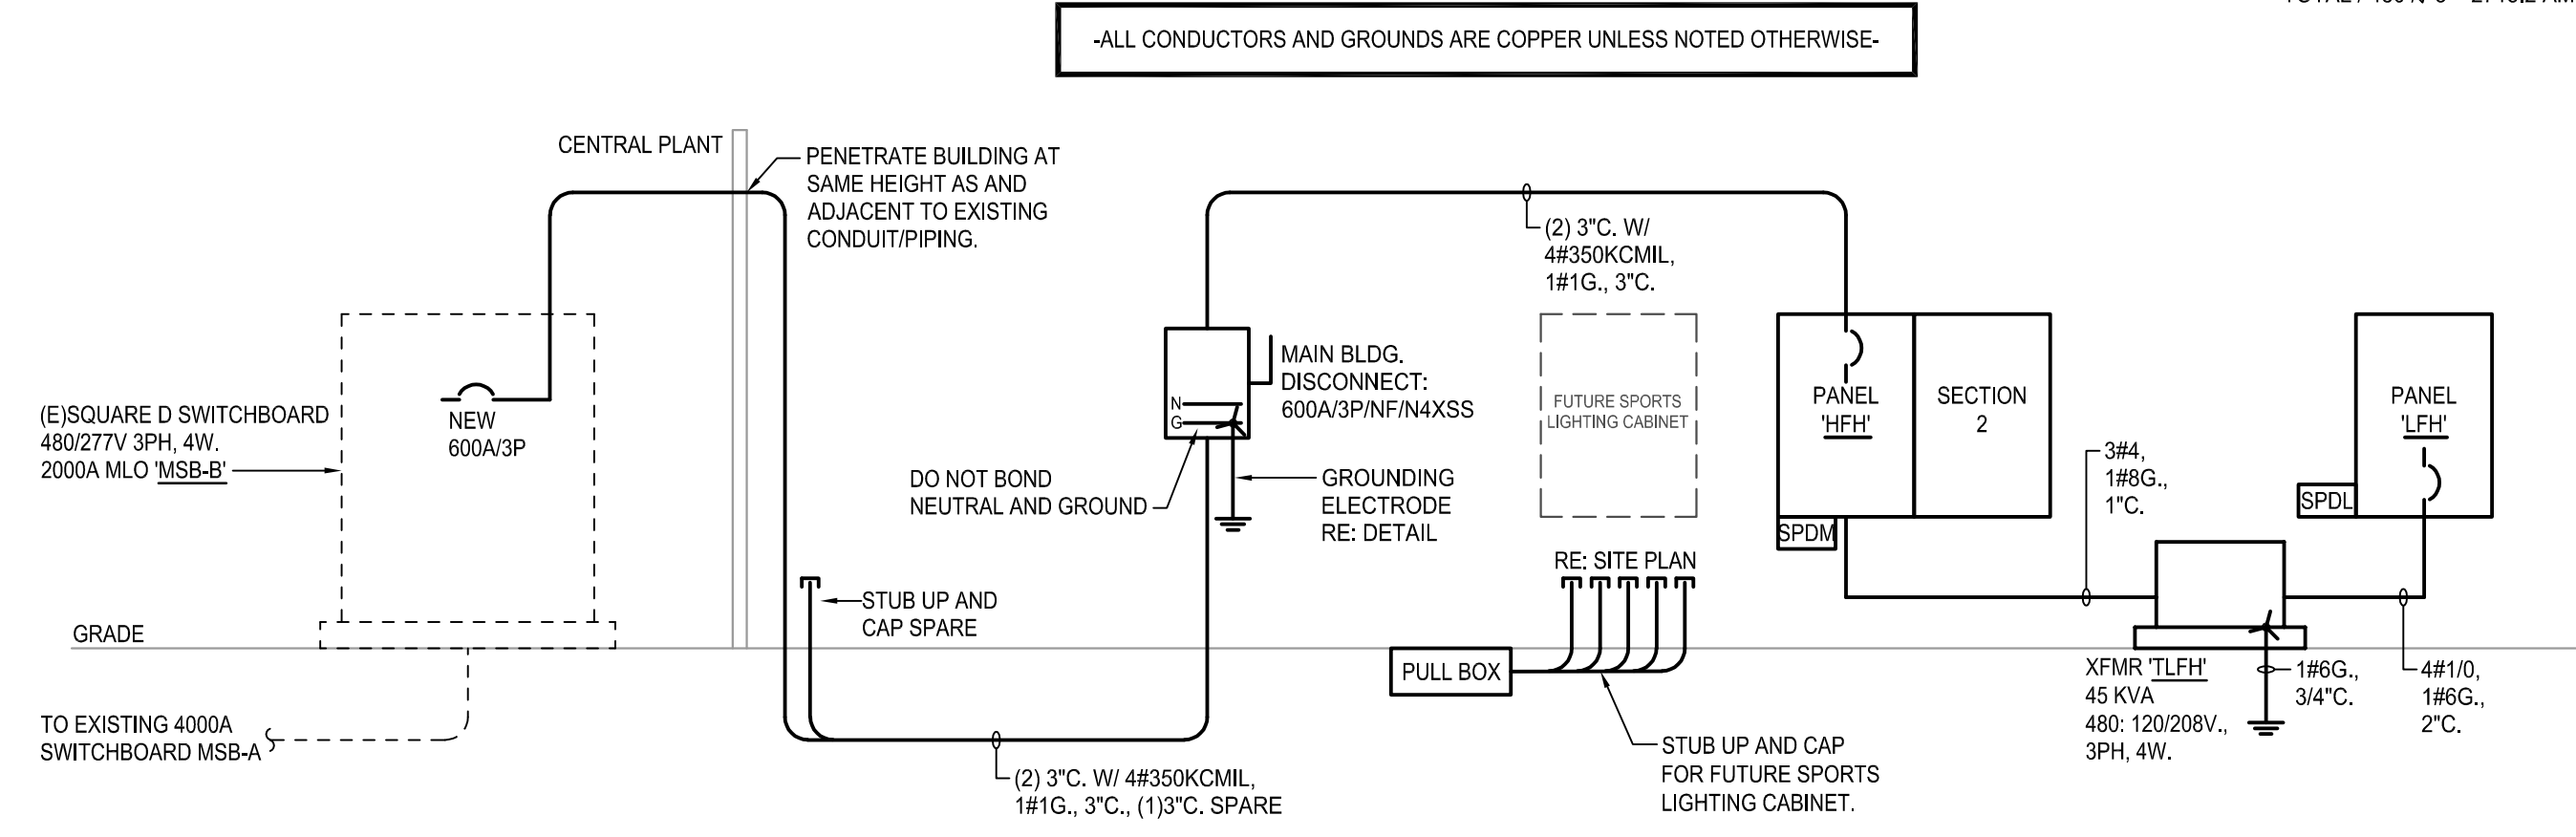 -ALL CONDUCTORS AND GROUNDS ARE COPPER UNLESS NOTED OTHERWISE-
CENTRAL PLANT
PENETRATE BUILDING AT
SAME HEIGHT AS AND
ADJACENT TO EXISTING
CONDUIT/PIPING.
(2) 3"C. W/
4#350KCMIL,
1#1G., 3"C.
(E)SQUARE D SWITCHBOARD
480/277V 3PH, 4W.
2000A MLO 'MSB-B'
NEW
600A/3P
N
G
MAIN BLDG.
DISCONNECT:
600A/3P/NF/N4XSS
DO NOT BOND
NEUTRAL AND GROUND
GROUNDING
ELECTRODE
RE: DETAIL
FUTURE SPORTS
LIGHTING CABINET
PANEL
'HFH'
SECTION
2
SPDM
3#4,
1#8G.,
1"C.
PANEL
'LFH'
SPDL
RE: SITE PLAN
STUB UP AND
CAP SPARE
GRADE
PULL BOX
TO EXISTING 4000A
SWITCHBOARD MSB-A
(2) 3"C. W/ 4#350KCMIL,
1#1G., 3"C., (1)3"C. SPARE
STUB UP AND CAP
FOR FUTURE SPORTS
LIGHTING CABINET.
XFMR 'TLFH'
45 KVA
480: 120/208V.,
3PH, 4W.
1#6G.,
3/4"C.
4#1/0,
1#6G.,
2"C.